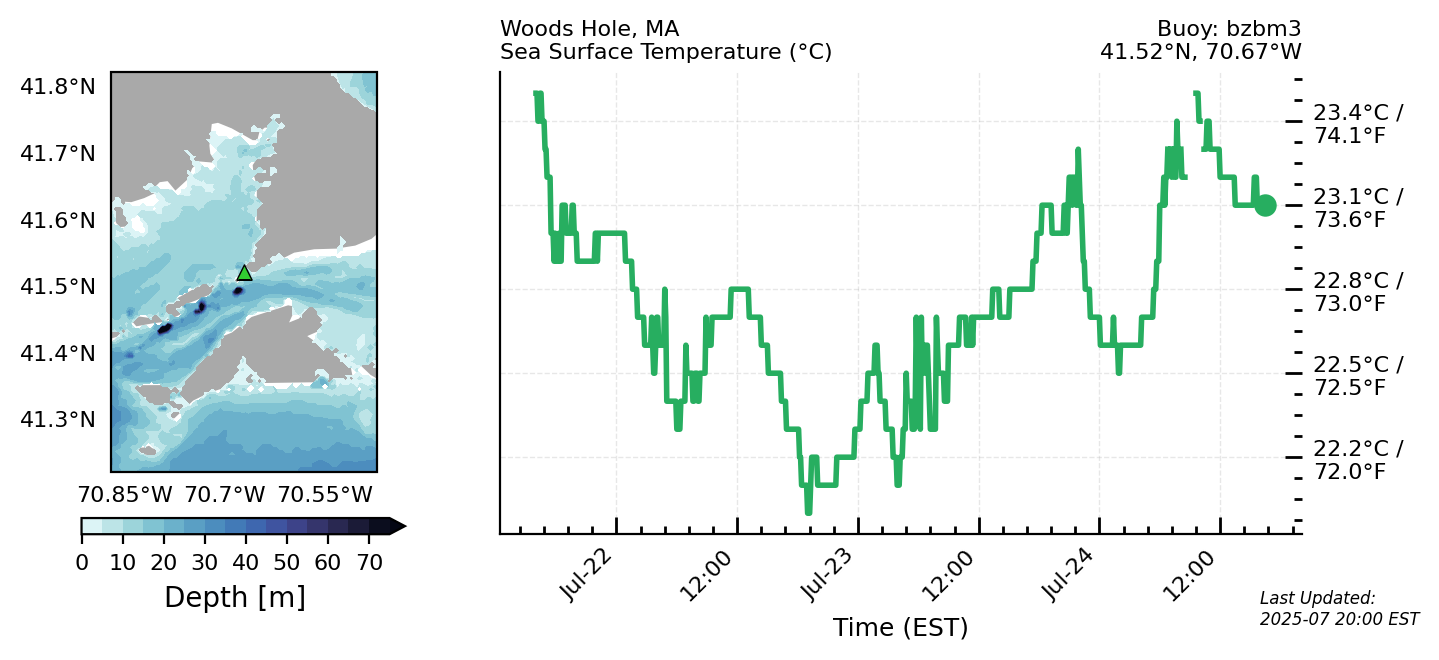 Woods Hole, MA
Sea Surface Temperature (°C)
Buoy: bzbm3
41.52°N, 70.67°W
41.8°N
41.7°N
41.6°N
41.5°N
41.4°N
41.3°N
70.85°W 70.7°W 70.55°W
0 10 20 30 40 50 60 70
Depth [m]
23.4°C /
74.1°F
23.1°C /
73.6°F
22.8°C /
73.0°F
22.5°C /
72.5°F
22.2°C /
72.0°F
Jul-22 12:00 Jul-23 12:00 Jul-24 12:00
Time (EST)
Last Updated:
2025-07 20:00 EST